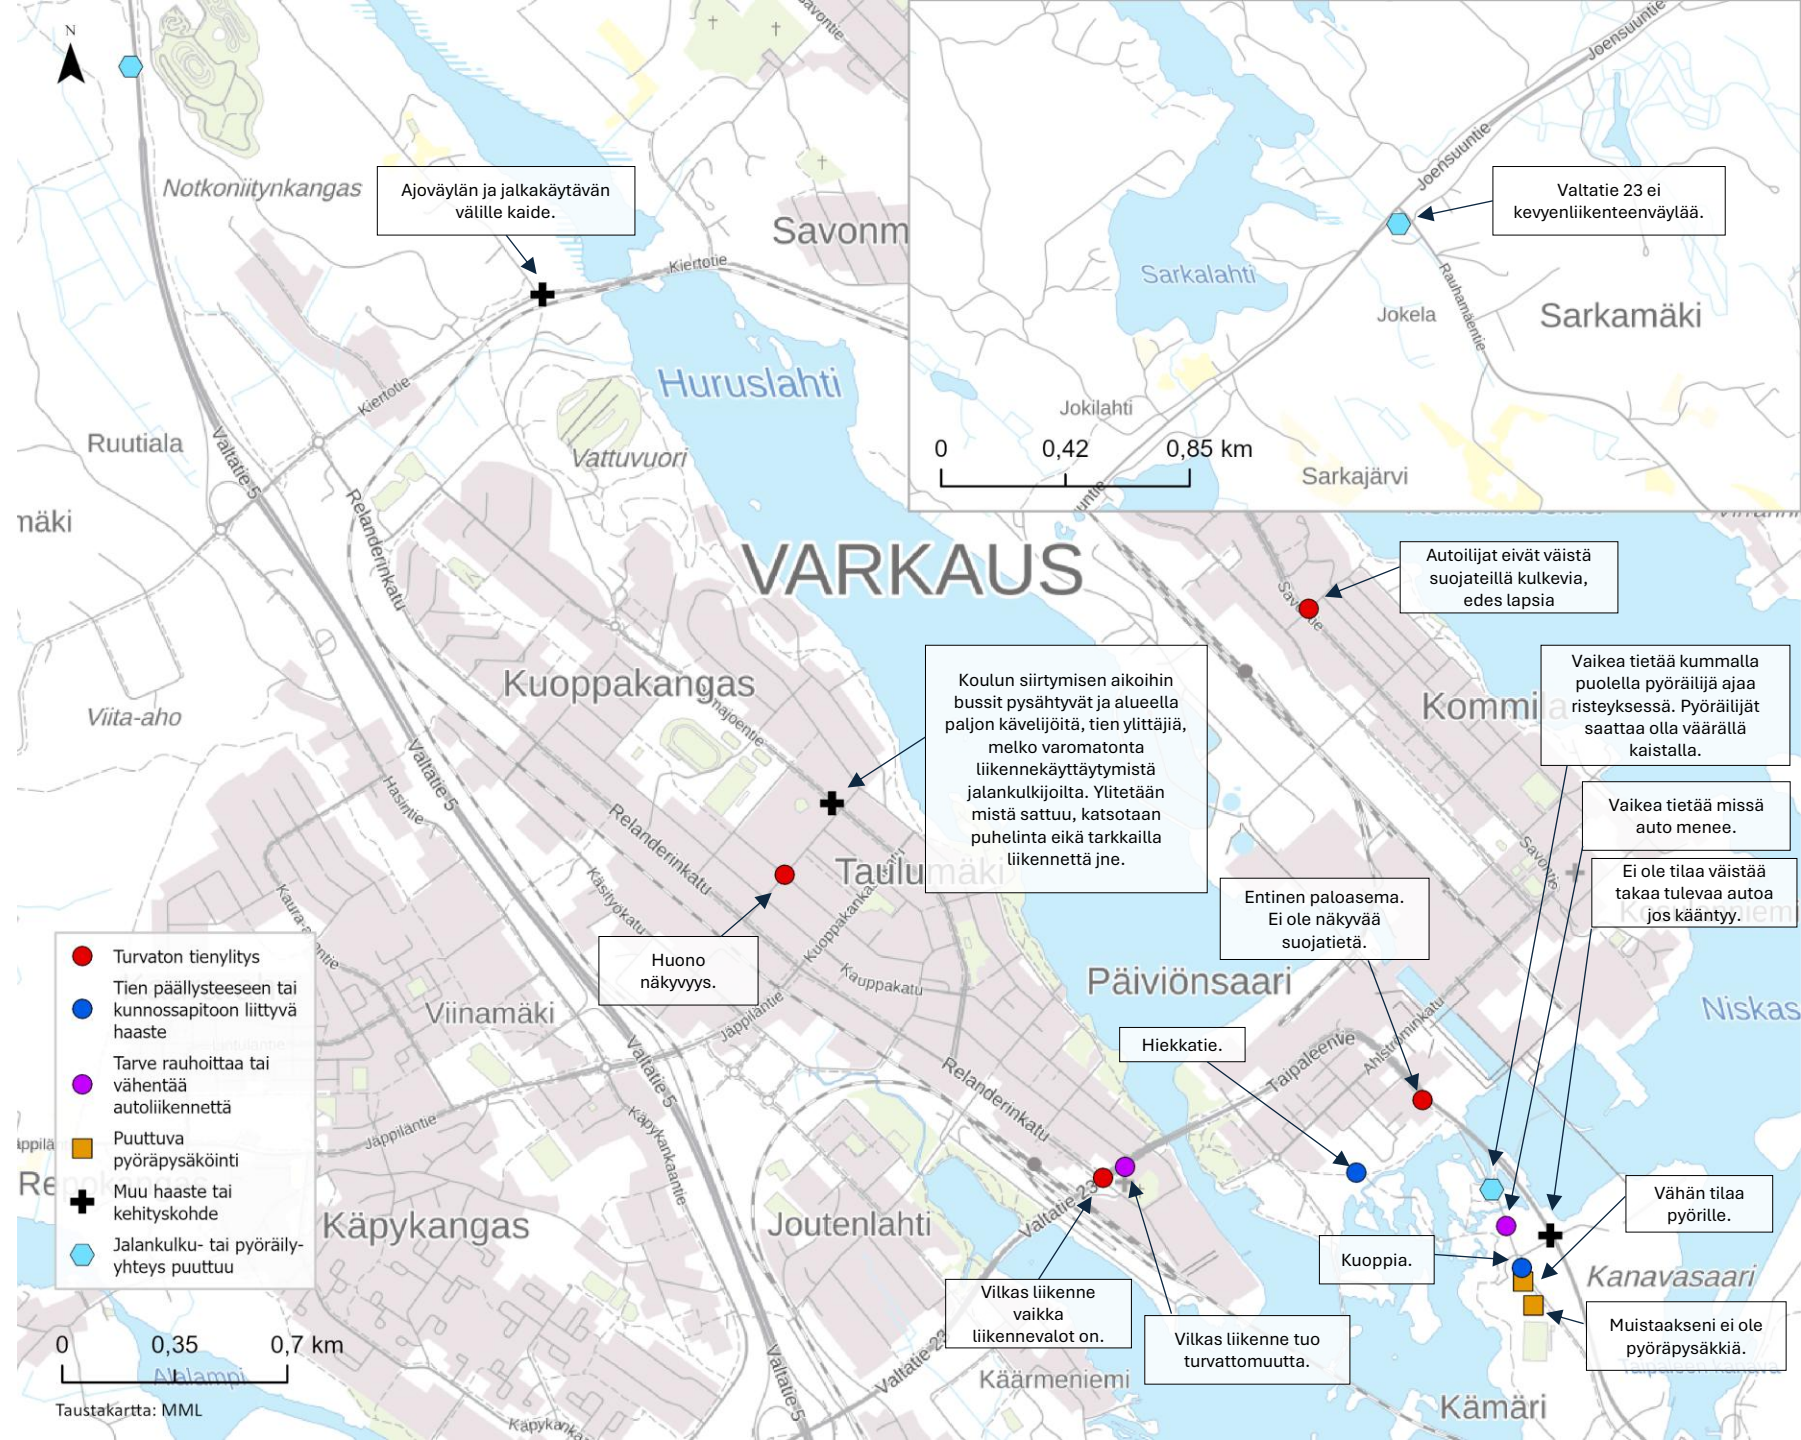 N
Notkoniitynkangas
Ajoväylän ja jalkakäytävän
välille kaide.
Savontie
Savonm
Kiertotie
Kiertotie
Huruslahti
Ruutiala
Valtatie 5
Vattuvuori
Relanderinkatu
mäki
VARKAUS
Joensuuntie
Joensuuntie
Valtatie 23 ei
kevyenliikenteenväylää.
Sarkalahti
Rauhamäentie
Jokela
Sarkamäki
Jokilahti
0 0,42 0,85 km
Sarkajärvi
untie
Autoilijat eivät väistä
suojateillä kulkevia,
edes lapsia
Kuoppakangas
Viita-aho
Valtatie 5
Hasintie
Koulun siirtymisen aikoihin
bussit pysähtyvät ja alueella
paljon kävelijöitä, tien ylittäjiä,
melko varomatonta
liikennekäyttäytymistä
jalankulkijoilta. Ylitetään
mistä sattuu, katsotaan
puhelinta eikä tarkkailla
liikennettä jne.
Kommila
Vaikea tietää kummalla
puolella pyöräilijä ajaa
risteyksessä. Pyöräilijät
saattaa olla väärällä
kaistalla.
Vaikea tietää missä
auto menee.
Savontie
Ei ole tilaa väistää
takaa tulevaa autoa
jos kääntyy.
Relanderinkatu
Taulumäki
Käsityökatu
Kuoppakankaantie
Huono
näkyvyys.
Kauppakatu
Entinen paloasema.
Ei ole näkyvää
suojatietä.
Päiviönsaari
Niskas
Viinamäki
Jäppiläntie
Valtatie 5
Relanderinkatu
Hiekkatie.
Taipaleentie
Ahlströminkatu
Jäppiläntie
Käpykankaantie
Käpykangas
Joutenlahti
Valtatie 23
Vähän tilaa
pyörille.
Kuoppia.
Kanavasaari
Vilkas liikenne
vaikka
liikennevalot on.
Vilkas liikenne tuo
turvattomuutta.
Muistaakseni ei ole
pyöräpysäkkiä.
Taipaleen kanava
Valtatie 23
Valtatie 5
Käärmeniemi
Kämäri
Turvaton tienylitys
Tien päällysteeseen tai
kunnossapitoon liittyvä
haaste
Tarve rauhoittaa tai
vähentää
autoliikennettä
Puuttuva
pyöräpysäköinti
Muu haaste tai
kehityskohde
Jalankulku- tai pyöräily-
yhteys puuttuu
0 0,35 0,7 km
Alalampi
Taustakartta: MML